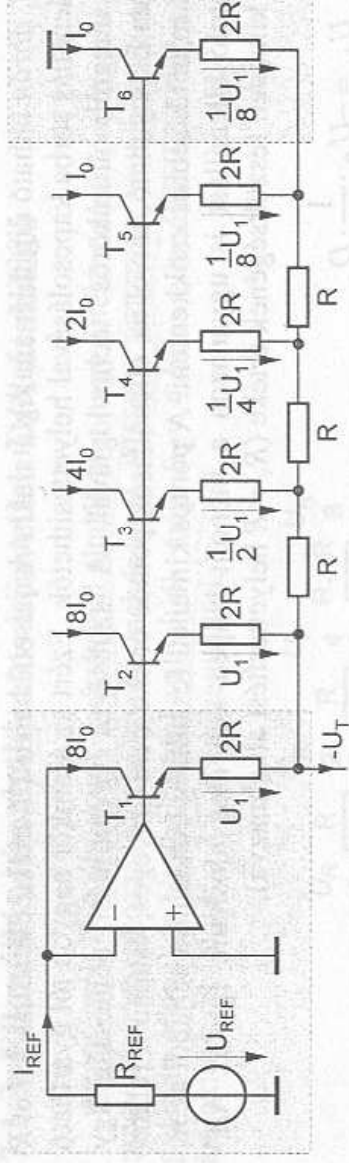 I_REF
R_REF
U_REF
−
+
8I₀
8I₀
4I₀
2I₀
I₀
I₀
T₁
T₂
T₃
T₄
T₅
T₆
2R
2R
2R
2R
2R
2R
U₁
U₁
1/2 U₁
1/4 U₁
1/8 U₁
1/8 U₁
R
R
R
-U_T